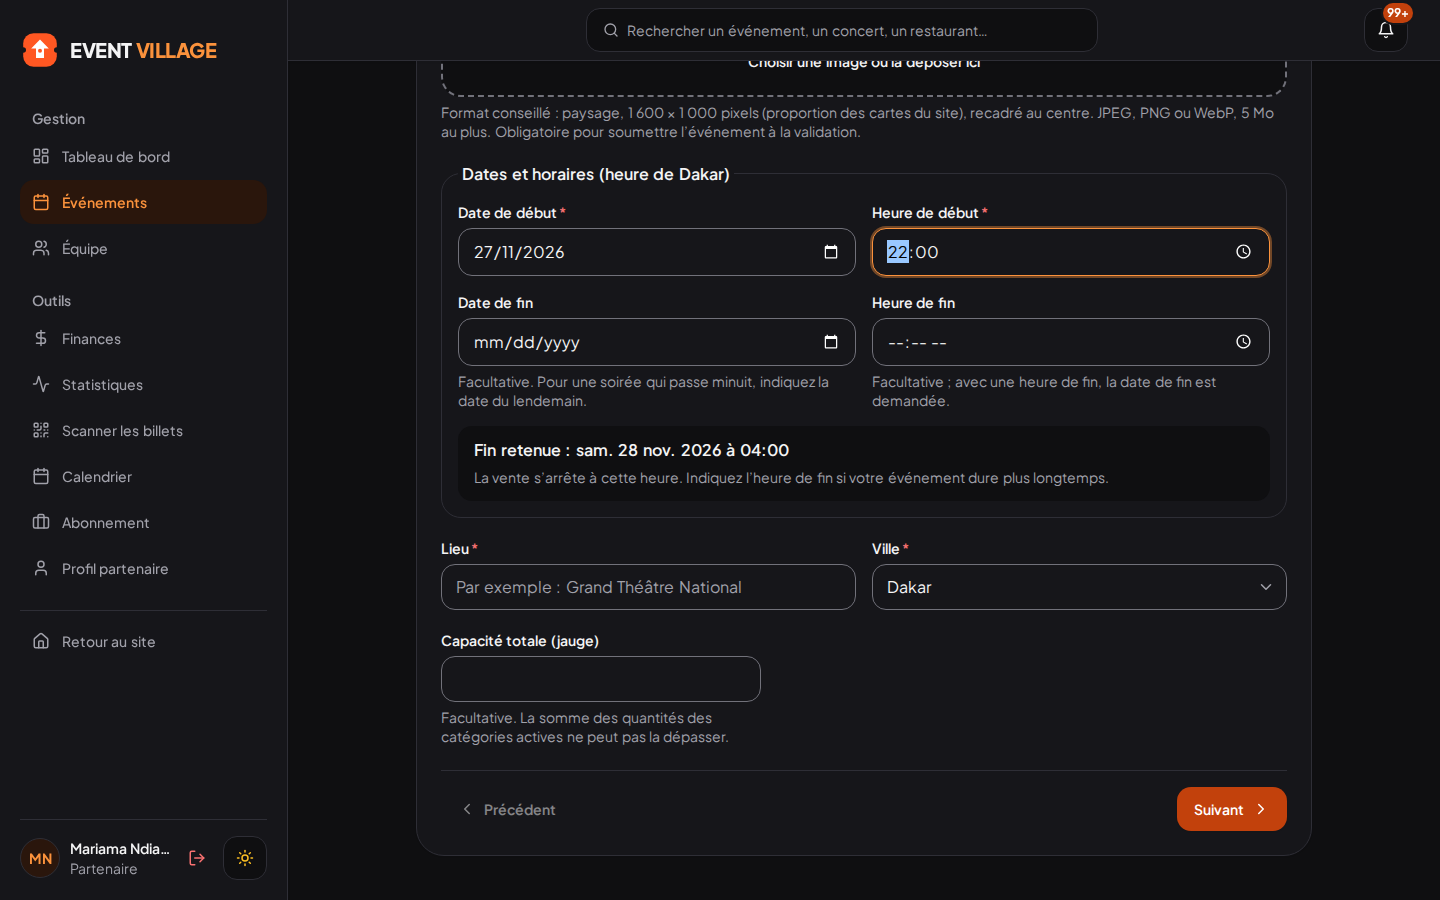 EVENT VILLAGE
Rechercher un événement, un concert, un restaurant...
99+
Gestion
Tableau de bord
Événements
Équipe
Outils
Finances
Statistiques
Scanner les billets
Calendrier
Abonnement
Profil partenaire
Retour au site
MN
Mariama Ndia...
Partenaire
Choisir une image ou la déposer ici
Format conseillé : paysage, 1 600 × 1 000 pixels (proportion des cartes du site), recadré au centre. JPEG, PNG ou WebP, 5 Mo
au plus. Obligatoire pour soumettre l'événement à la validation.
Dates et horaires (heure de Dakar)
Date de début *
Heure de début *
27/11/2026
22:00
Date de fin
Heure de fin
mm/dd/yyyy
--:-- --
Facultative. Pour une soirée qui passe minuit, indiquez la
date du lendemain.
Facultative ; avec une heure de fin, la date de fin est
demandée.
Fin retenue : sam. 28 nov. 2026 à 04:00
La vente s'arrête à cette heure. Indiquez l'heure de fin si votre événement dure plus longtemps.
Lieu *
Ville *
Par exemple : Grand Théâtre National
Dakar
Capacité totale (jauge)
Facultative. La somme des quantités des
catégories actives ne peut pas la dépasser.
Précédent
Suivant